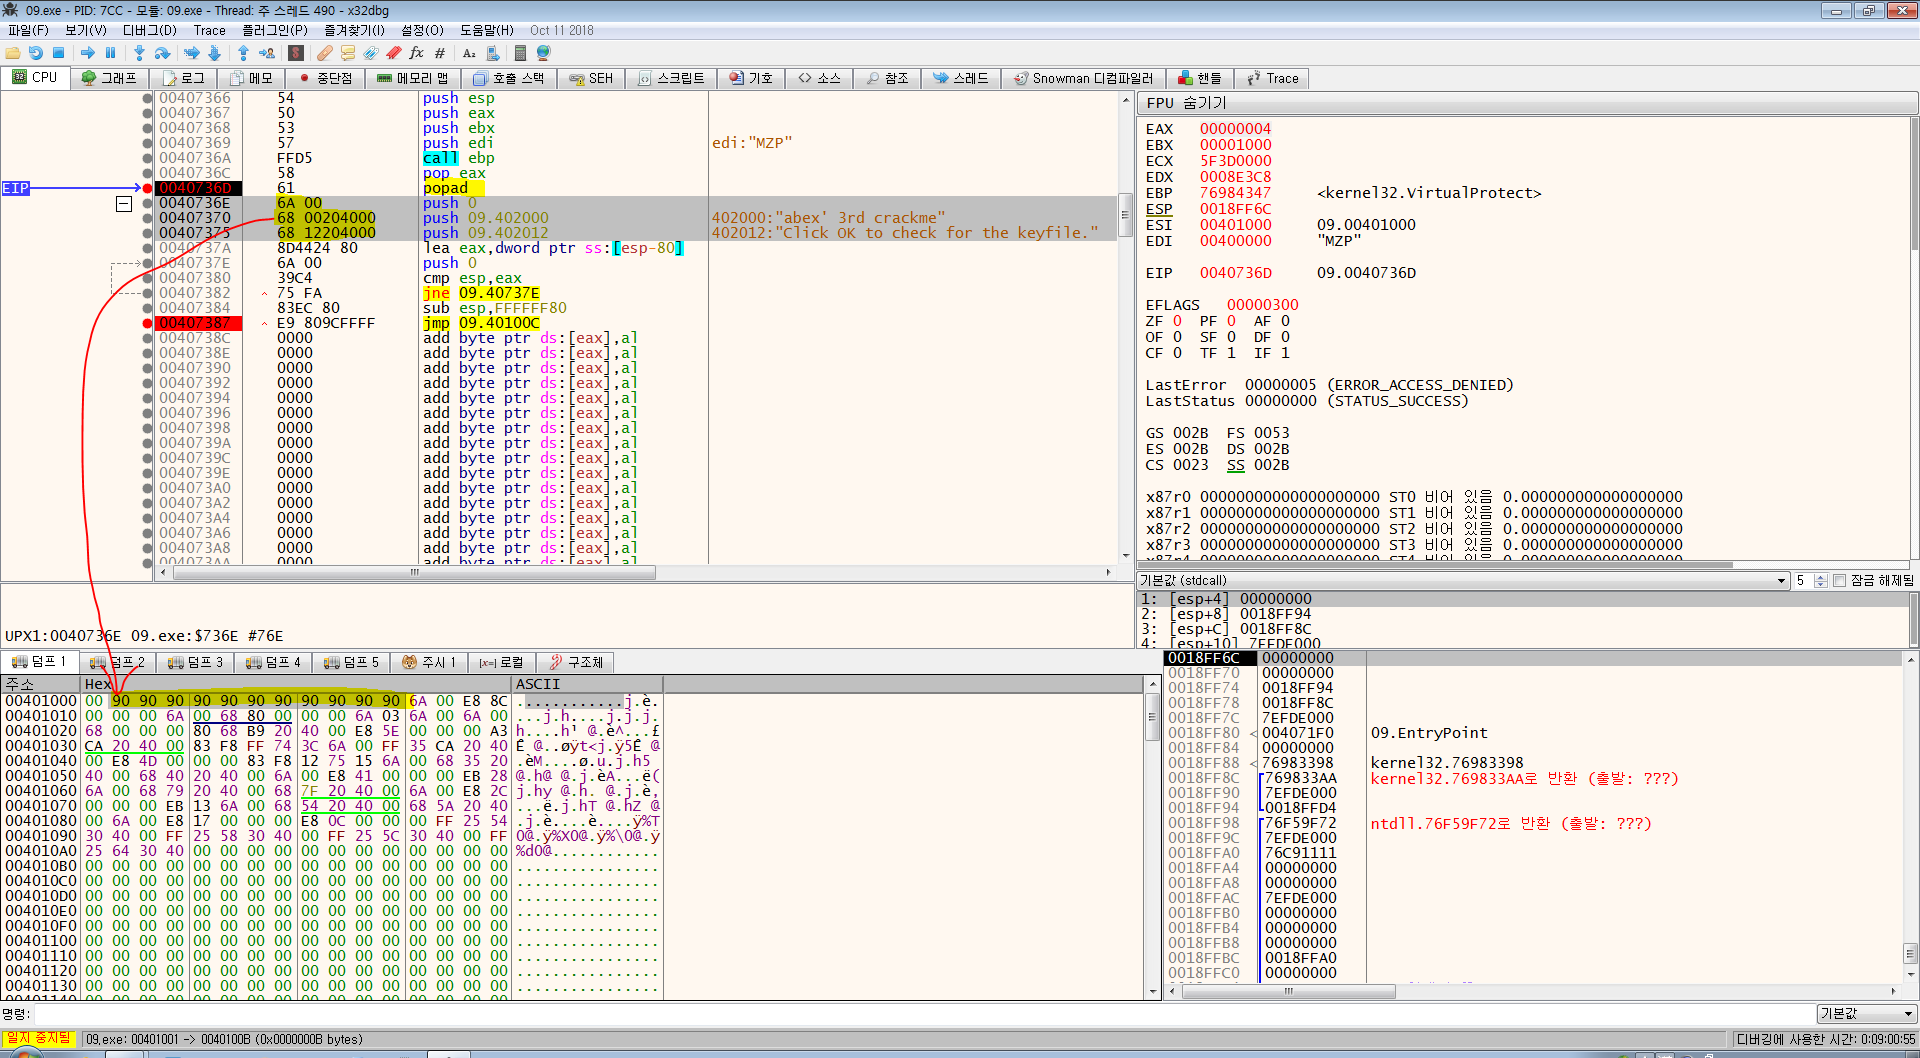 09.exe - PID: 7CC - 모듈: 09.exe - Thread: 주 스레드 490 - x32dbg
파일(F) 보기(V) 디버그(D) Trace 플러그인(P) 즐겨찾기(I) 설정(O) 도움말(H) Oct 11 2018
CPU 그래프 로그 메모 중단점 메모리 맵 호출 스택 SEH 스크립트 기호 소스 참조 스레드 Snowman 디컴파일러 핸들 Trace
00407366 54 push esp
00407367 50 push eax
00407368 53 push ebx
00407369 57 push edi edi:"MZP"
0040736A FFD5 call ebp
0040736C 58 pop eax
EIP 0040736D 61 popad
0040736E 6A 00 push 0
00407370 68 00204000 push 09.402000 402000:"abex' 3rd crackme"
00407375 68 12204000 push 09.402012 402012:"Click OK to check for the keyfile."
0040737A 8D4424 80 lea eax,dword ptr ss:[esp-80]
0040737E 6A 00 push 0
00407380 39C4 cmp esp,eax
00407382 75 FA jne 09.40737E
00407384 83EC 80 sub esp,FFFFFF80
00407387 E9 809CFFFF jmp 09.40100C
0040738C 0000 add byte ptr ds:[eax],al
0040738E 0000 add byte ptr ds:[eax],al
00407390 0000 add byte ptr ds:[eax],al
00407392 0000 add byte ptr ds:[eax],al
00407394 0000 add byte ptr ds:[eax],al
00407396 0000 add byte ptr ds:[eax],al
00407398 0000 add byte ptr ds:[eax],al
0040739A 0000 add byte ptr ds:[eax],al
0040739C 0000 add byte ptr ds:[eax],al
0040739E 0000 add byte ptr ds:[eax],al
004073A0 0000 add byte ptr ds:[eax],al
004073A2 0000 add byte ptr ds:[eax],al
004073A4 0000 add byte ptr ds:[eax],al
004073A6 0000 add byte ptr ds:[eax],al
004073A8 0000 add byte ptr ds:[eax],al
004073AA 0000 add byte ptr ds:[eax],al
UPX1:0040736E 09.exe:$736E #76E
FPU 숨기기
EAX 00000004
EBX 00001000
ECX 5F3D0000
EDX 0008E3C8
EBP 76984347 <kernel32.VirtualProtect>
ESP 0018FF6C
ESI 00401000 09.00401000
EDI 00400000 "MZP"
EIP 0040736D 09.0040736D
EFLAGS 00000300
ZF 0 PF 0 AF 0
OF 0 SF 0 DF 0
CF 0 TF 1 IF 1
LastError 00000005 (ERROR_ACCESS_DENIED)
LastStatus 00000000 (STATUS_SUCCESS)
GS 002B FS 0053
ES 002B DS 002B
CS 0023 SS 002B
x87r0 00000000000000000000 ST0 비어 있음 0.000000000000000000
x87r1 00000000000000000000 ST1 비어 있음 0.000000000000000000
x87r2 00000000000000000000 ST2 비어 있음 0.000000000000000000
x87r3 00000000000000000000 ST3 비어 있음 0.000000000000000000
x87r4 00000000000000000000 ST4 비어 있음 0.000000000000000000
기본값 (stdcall) 5 잠금 해제됨
1: [esp+4] 00000000
2: [esp+8] 0018FF94
3: [esp+C] 0018FF8C
4: [esp+10] 7EFDE000
덤프 1 덤프 2 덤프 3 덤프 4 덤프 5 주시 1 [x=] 로컬 구조체
주소 Hex ASCII
00401000 00 90 90 90 90 90 90 90 90 90 90 90 6A 00 E8 8C ............j.è.
00401010 00 00 00 6A 00 68 80 00 00 00 6A 03 6A 00 6A 00 ...j.h....j.j.j.
00401020 68 00 00 00 80 68 B9 20 40 00 E8 5E 00 00 00 A3 h....h¹ @.è^...£
00401030 CA 20 40 00 83 F8 FF 74 3C 6A 00 FF 35 CA 20 40 Ê @..øÿt<j.ÿ5Ê @
00401040 00 E8 4D 00 00 00 83 F8 12 75 15 6A 00 68 35 20 .èM....ø.u.j.h5 
00401050 40 00 68 40 20 40 00 6A 00 E8 41 00 00 00 EB 28 @.h@ @.j.èA...ë(
00401060 6A 00 68 79 20 40 00 68 7F 20 40 00 6A 00 E8 2C j.hy @.h. @.j.è,
00401070 00 00 00 EB 13 6A 00 68 54 20 40 00 68 5A 20 40 ...ë.j.hT @.hZ @
00401080 00 6A 00 E8 17 00 00 00 E8 0C 00 00 00 FF 25 54 .j.è....è....ÿ%T
00401090 30 40 00 FF 25 58 30 40 00 FF 25 5C 30 40 00 FF 0@.ÿ%X0@.ÿ%\0@.ÿ
004010A0 25 64 30 40 00 00 00 00 00 00 00 00 00 00 00 00 %d0@............
004010B0 00 00 00 00 00 00 00 00 00 00 00 00 00 00 00 00 ................
004010C0 00 00 00 00 00 00 00 00 00 00 00 00 00 00 00 00 ................
004010D0 00 00 00 00 00 00 00 00 00 00 00 00 00 00 00 00 ................
004010E0 00 00 00 00 00 00 00 00 00 00 00 00 00 00 00 00 ................
004010F0 00 00 00 00 00 00 00 00 00 00 00 00 00 00 00 00 ................
00401100 00 00 00 00 00 00 00 00 00 00 00 00 00 00 00 00 ................
00401110 00 00 00 00 00 00 00 00 00 00 00 00 00 00 00 00 ................
00401120 00 00 00 00 00 00 00 00 00 00 00 00 00 00 00 00 ................
00401130 00 00 00 00 00 00 00 00 00 00 00 00 00 00 00 00 ................
00401140 00 00 00 00 00 00 00 00 00 00 00 00 00 00 00 00
0018FF6C 00000000
0018FF70 00000000
0018FF74 0018FF94
0018FF78 0018FF8C
0018FF7C 7EFDE000
0018FF80 004071F0 09.EntryPoint
0018FF84 00000000
0018FF88 76983398 kernel32.76983398
0018FF8C 769833AA kernel32.769833AA로 반환 (출발: ???)
0018FF90 7EFDE000
0018FF94 0018FFD4
0018FF98 76F59F72 ntdll.76F59F72로 반환 (출발: ???)
0018FF9C 7EFDE000
0018FFA0 76C91111
0018FFA4 00000000
0018FFA8 00000000
0018FFAC 7EFDE000
0018FFB0 00000000
0018FFB4 00000000
0018FFB8 00000000
0018FFBC 0018FFA0
0018FFC0 00000000
명령: 기본값
일지 중지됨 09.exe: 00401001 -> 0040100B (0x0000000B bytes) 디버깅에 사용한 시간: 0:09:00:55